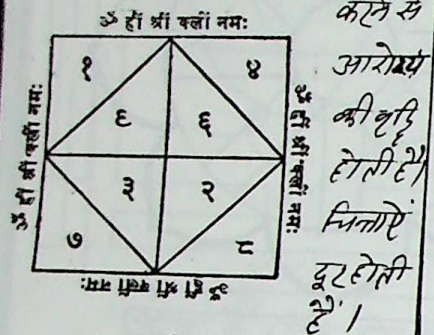 ॐ ह्रीं श्रीं क्लीं नमः
१ ४
६ ६
३ २
७ ८
ॐ ह्रीं श्रीं क्लीं नमः
ॐ ह्रीं श्रीं क्लीं नमः
ॐ ह्रीं श्रीं क्लीं नमः
करने से
आरोग्य
की वृद्धि
होती है।
चिन्ताऐं
दूर होती
हैं।